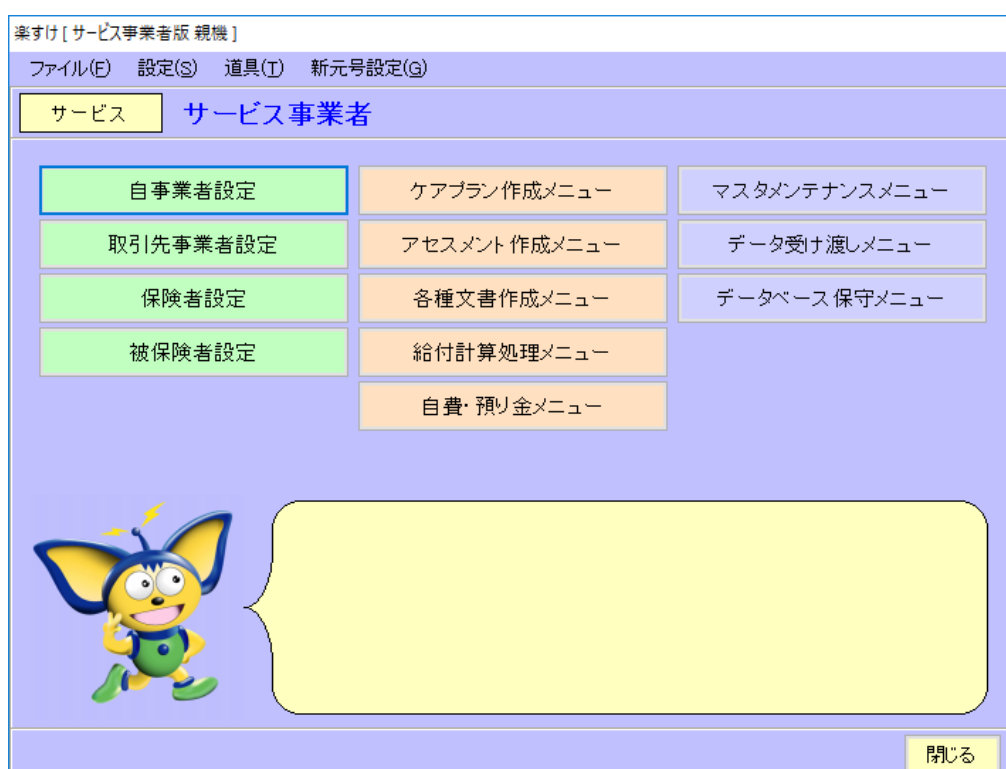 楽すけ [ サービス事業者版 親機 ]
ファイル(F) 設定(S) 道具(T) 新元号設定(G)
サービス サービス事業者
自事業者設定 ケアプラン作成メニュー マスタメンテナンスメニュー
取引先事業者設定 アセスメント作成メニュー データ受け渡しメニュー
保険者設定 各種文書作成メニュー データベース保守メニュー
被保険者設定 給付計算処理メニュー
自費・預り金メニュー
閉じる